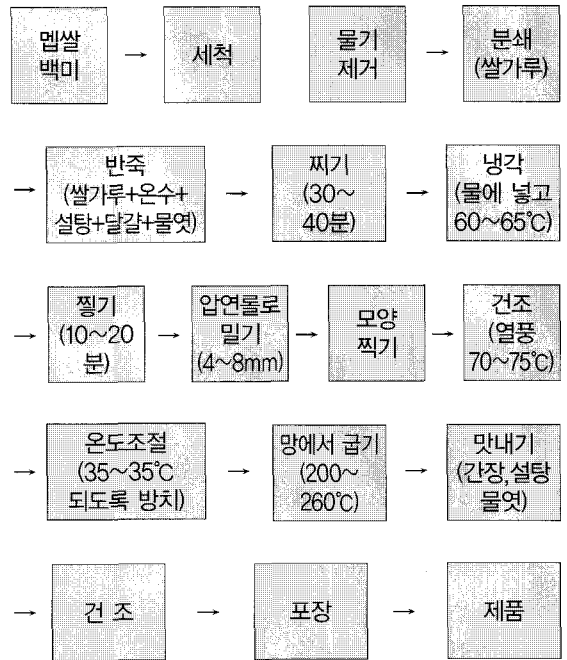 멥쌀
백미
→
세척
물기
제거
→
분쇄
(쌀가루)
→
반죽
(쌀가루+온수+
설탕+달걀+물엿)
→
찌기
(30~
40분)
→
냉각
(물에 넣고
60~65℃)
→
찧기
(10~20
분)
→
압연롤로
밀기
(4~8mm)
→
모양
찍기
→
건조
(열풍
70~75℃)
→
온도조절
(35~35℃
되도록 방치)
→
망에서 굽기
(200~
260℃)
→
맛내기
(간장,설탕
물엿)
→
건 조
→
포장
→
제품